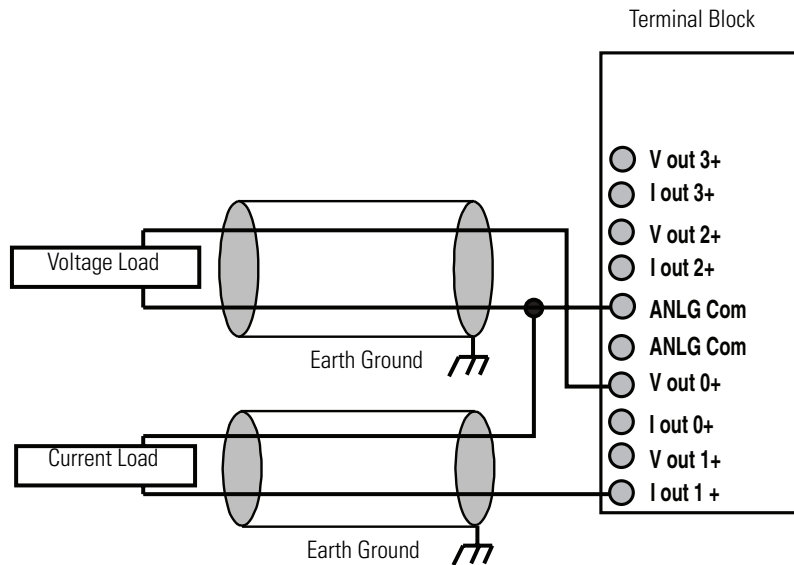 Terminal Block
V out 3+
I out 3+
V out 2+
I out 2+
Voltage Load
ANLG Com
ANLG Com
Earth Ground
V out 0+
I out 0+
V out 1+
Current Load
I out 1 +
Earth Ground